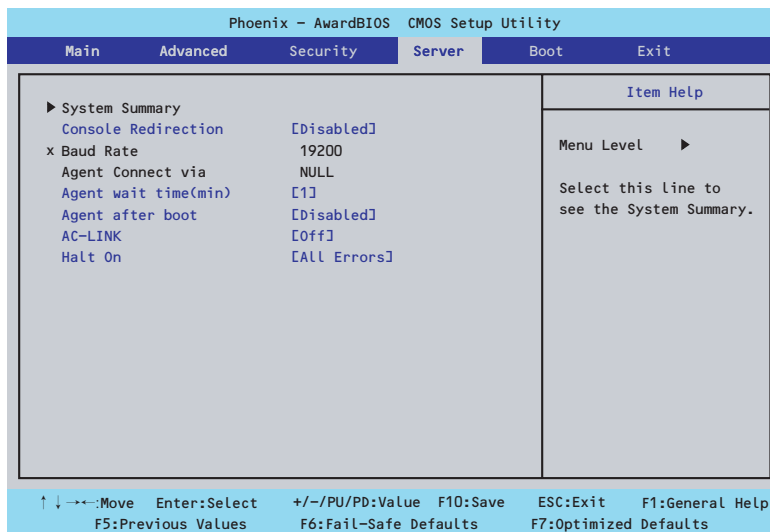 Phoenix - AwardBIOS CMOS Setup Utility
Main Advanced Security Server Boot Exit
▶ System Summary
Console Redirection [Disabled]
x Baud Rate 19200
Agent Connect via NULL
Agent wait time(min) [1]
Agent after boot [Disabled]
AC-LINK [Off]
Halt On [All Errors]
Item Help
Menu Level ▶
Select this line to
see the System Summary.
↑↓→←:Move Enter:Select +/-/PU/PD:Value F10:Save ESC:Exit F1:General Help
F5:Previous Values F6:Fail-Safe Defaults F7:Optimized Defaults